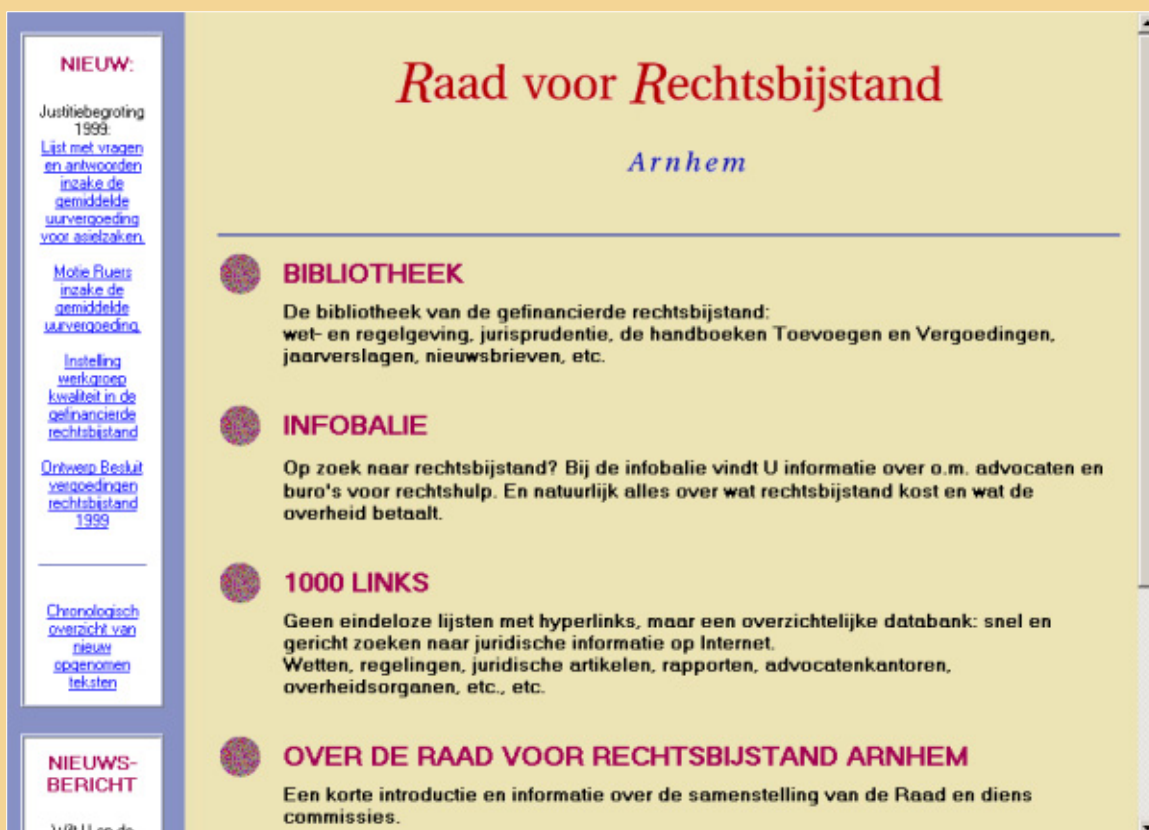 NIEUW:
Justitiebegroting
1999:
Lijst met vragen
en antwoorden
inzake de
gemiddelde
uurvergoeding
voor asielzaken.
Motie Ruers
inzake de
gemiddelde
uurvergoeding.
Instelling
werkgroep
kwaliteit in de
gefinancierde
rechtsbijstand
Ontwerp Besluit
vergoedingen
rechtsbijstand
1999
Chronologisch
overzicht van
nieuw
opgenomen
teksten
NIEUWS-
BERICHT
Raad voor Rechtsbijstand
Arnhem
BIBLIOTHEEK
De bibliotheek van de gefinancierde rechtsbijstand:
wet- en regelgeving, jurisprudentie, de handboeken Toevoegen en Vergoedingen,
jaarverslagen, nieuwsbrieven, etc.
INFOBALIE
Op zoek naar rechtsbijstand? Bij de infobalie vindt U informatie over o.m. advocaten en
buro's voor rechtshulp. En natuurlijk alles over wat rechtsbijstand kost en wat de
overheid betaalt.
1000 LINKS
Geen eindeloze lijsten met hyperlinks, maar een overzichtelijke databank: snel en
gericht zoeken naar juridische informatie op Internet.
Wetten, regelingen, juridische artikelen, rapporten, advocatenkantoren,
overheidsorganen, etc., etc.
OVER DE RAAD VOOR RECHTSBIJSTAND ARNHEM
Een korte introductie en informatie over de samenstelling van de Raad en diens
commissies.